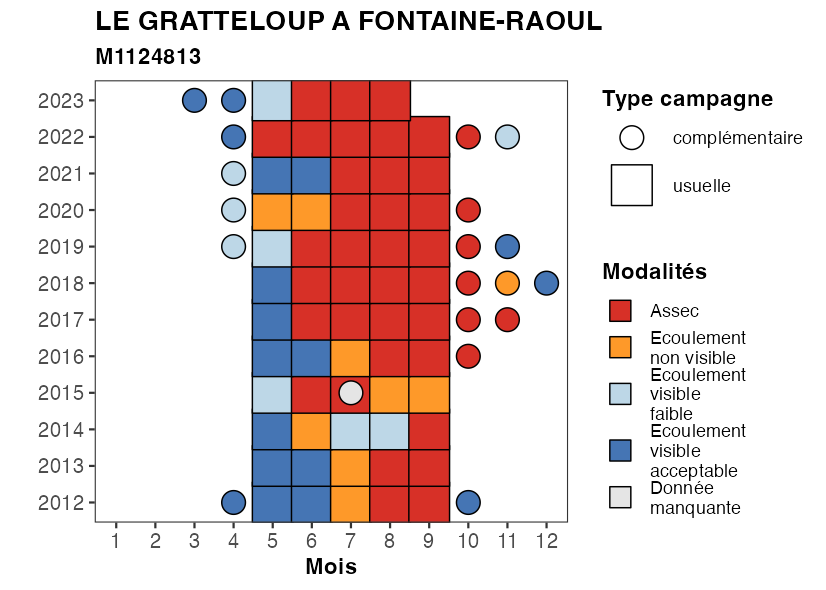 LE GRATTELOUP A FONTAINE-RAOUL
M1124813
2023
2022
2021
2020
2019
2018
2017
2016
2015
2014
2013
2012
1 2 3 4 5 6 7 8 9 10 11 12
Mois
Type campagne
complémentaire
usuelle
Modalités
Assec
Ecoulement
non visible
Ecoulement
visible
faible
Ecoulement
visible
acceptable
Donnée
manquante